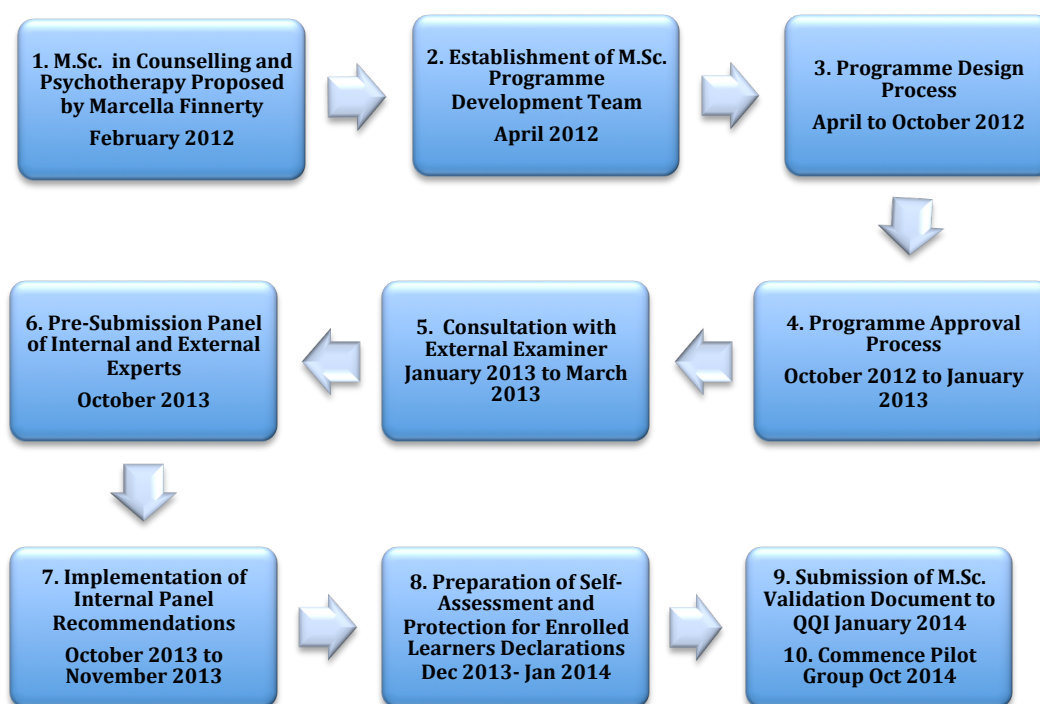 1. M.Sc. in Counselling and
Psychotherapy Proposed
by Marcella Finnerty
February 2012
2. Establishment of M.Sc.
Programme
Development Team
April 2012
3. Programme Design
Process
April to October 2012
4. Programme Approval
Process
October 2012 to January
2013
5. Consultation with
External Examiner
January 2013 to March
2013
6. Pre-Submission Panel
of Internal and External
Experts
October 2013
7. Implementation of
Internal Panel
Recommendations
October 2013 to
November 2013
8. Preparation of Self-
Assessment and
Protection for Enrolled
Learners Declarations
Dec 2013- Jan 2014
9. Submission of M.Sc.
Validation Document to
QQI January 2014
10. Commence Pilot
Group Oct 2014